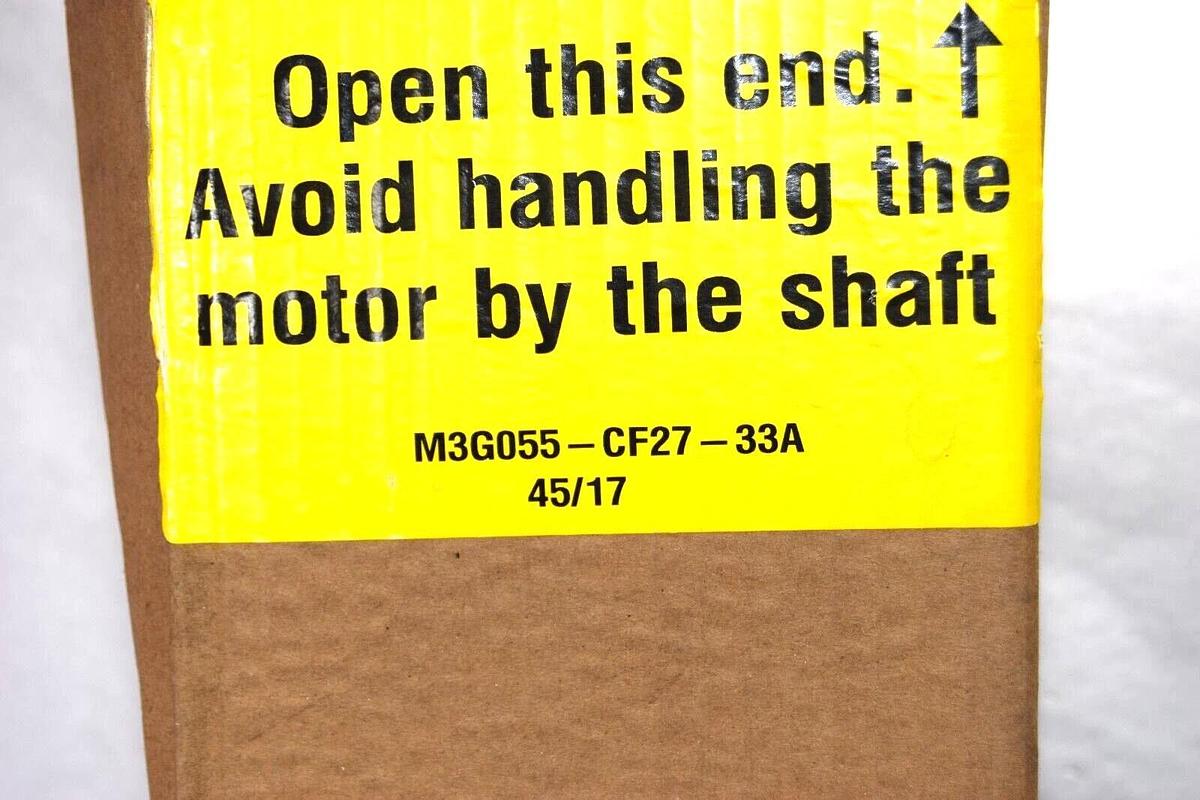 Open this end. ↑
Avoid handling the
motor by the shaft
M3G055 – CF27 – 33A
45/17